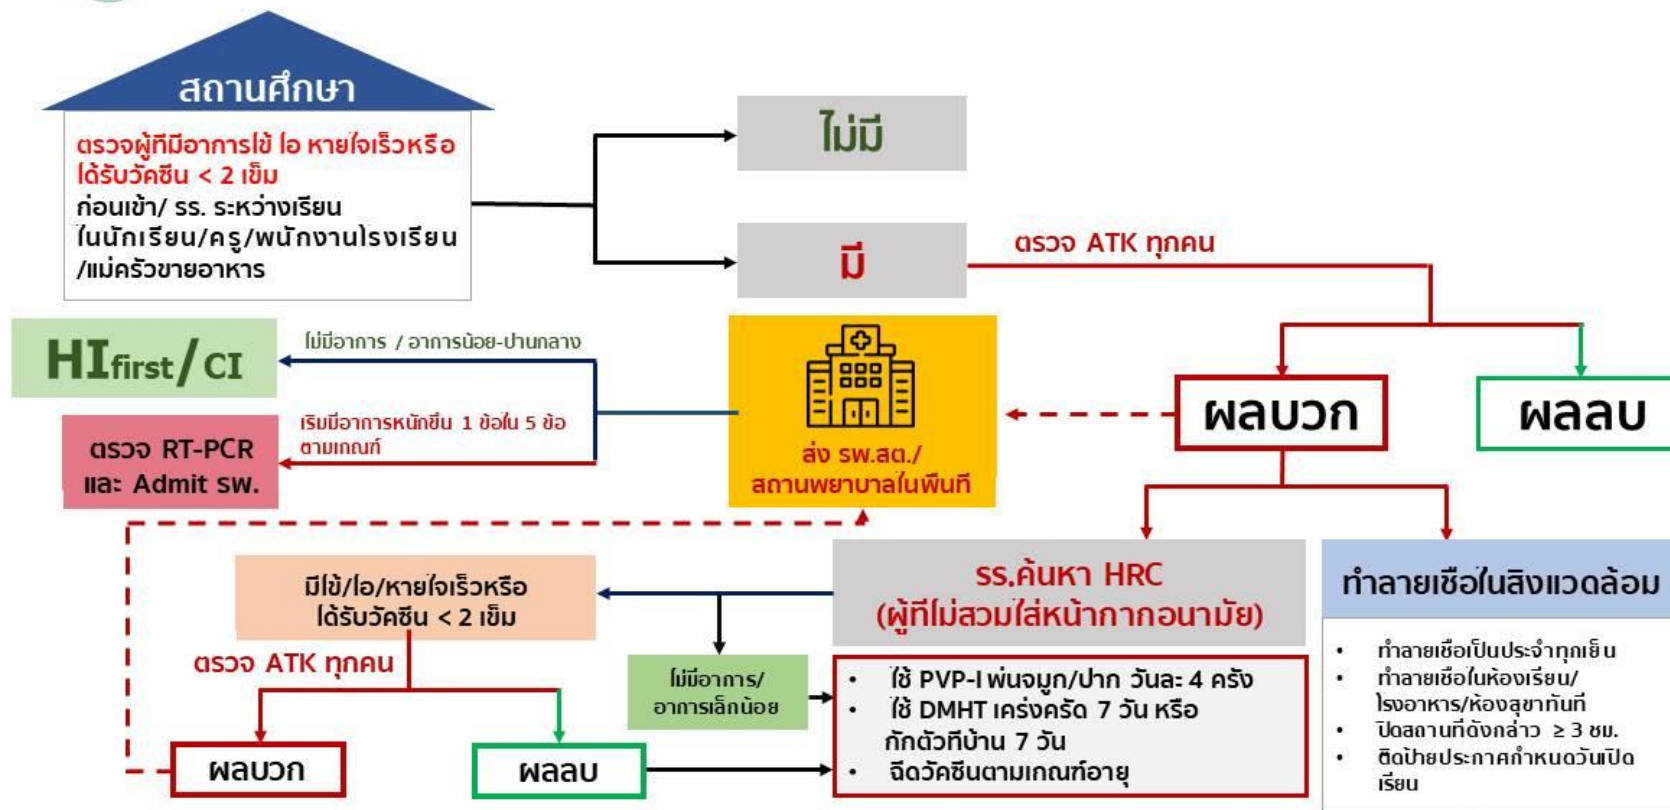 สถานศึกษา
ตรวจผู้ที่มีอาการไข้ ไอ หายใจเร็วหรือ
ได้รับวัคซีน < 2 เข็ม
ก่อนเข้า/ รร. ระหว่างเรียน
ในนักเรียน/ครู/พนักงานโรงเรียน
/แม่ครัวขายอาหาร
ไม่มี
มี
ตรวจ ATK ทุกคน
ผลบวก
ผลลบ
ส่ง รพ.สต./
สถานพยาบาลในพื้นที่
ไม่มีอาการ / อาการน้อย-ปานกลาง
HIfirst/CI
เริ่มมีอาการหนักขึ้น 1 ข้อใน 5 ข้อ
ตามเกณฑ์
ตรวจ RT-PCR
และ Admit รพ.
รร.ค้นหา HRC
(ผู้ที่ไม่สวมใส่หน้ากากอนามัย)
ทำลายเชื้อในสิ่งแวดล้อม
• ทำลายเชื้อเป็นประจำทุกเย็น
• ทำลายเชื้อในห้องเรียน/
โรงอาหาร/ห้องสุขาทันที
• ปิดสถานที่ดังกล่าว ≥ 3 ชม.
• ติดป้ายประกาศกำหนดวันเปิด
เรียน
มีไข้/ไอ/หายใจเร็วหรือ
ได้รับวัคซีน < 2 เข็ม
ตรวจ ATK ทุกคน
ไม่มีอาการ/
อาการเล็กน้อย
• ใช้ PVP-I พ่นจมูก/ปาก วันละ 4 ครั้ง
• ใช้ DMHT เคร่งครัด 7 วัน หรือ
กักตัวที่บ้าน 7 วัน
• ฉีดวัคซีนตามเกณฑ์อายุ
ผลบวก
ผลลบ